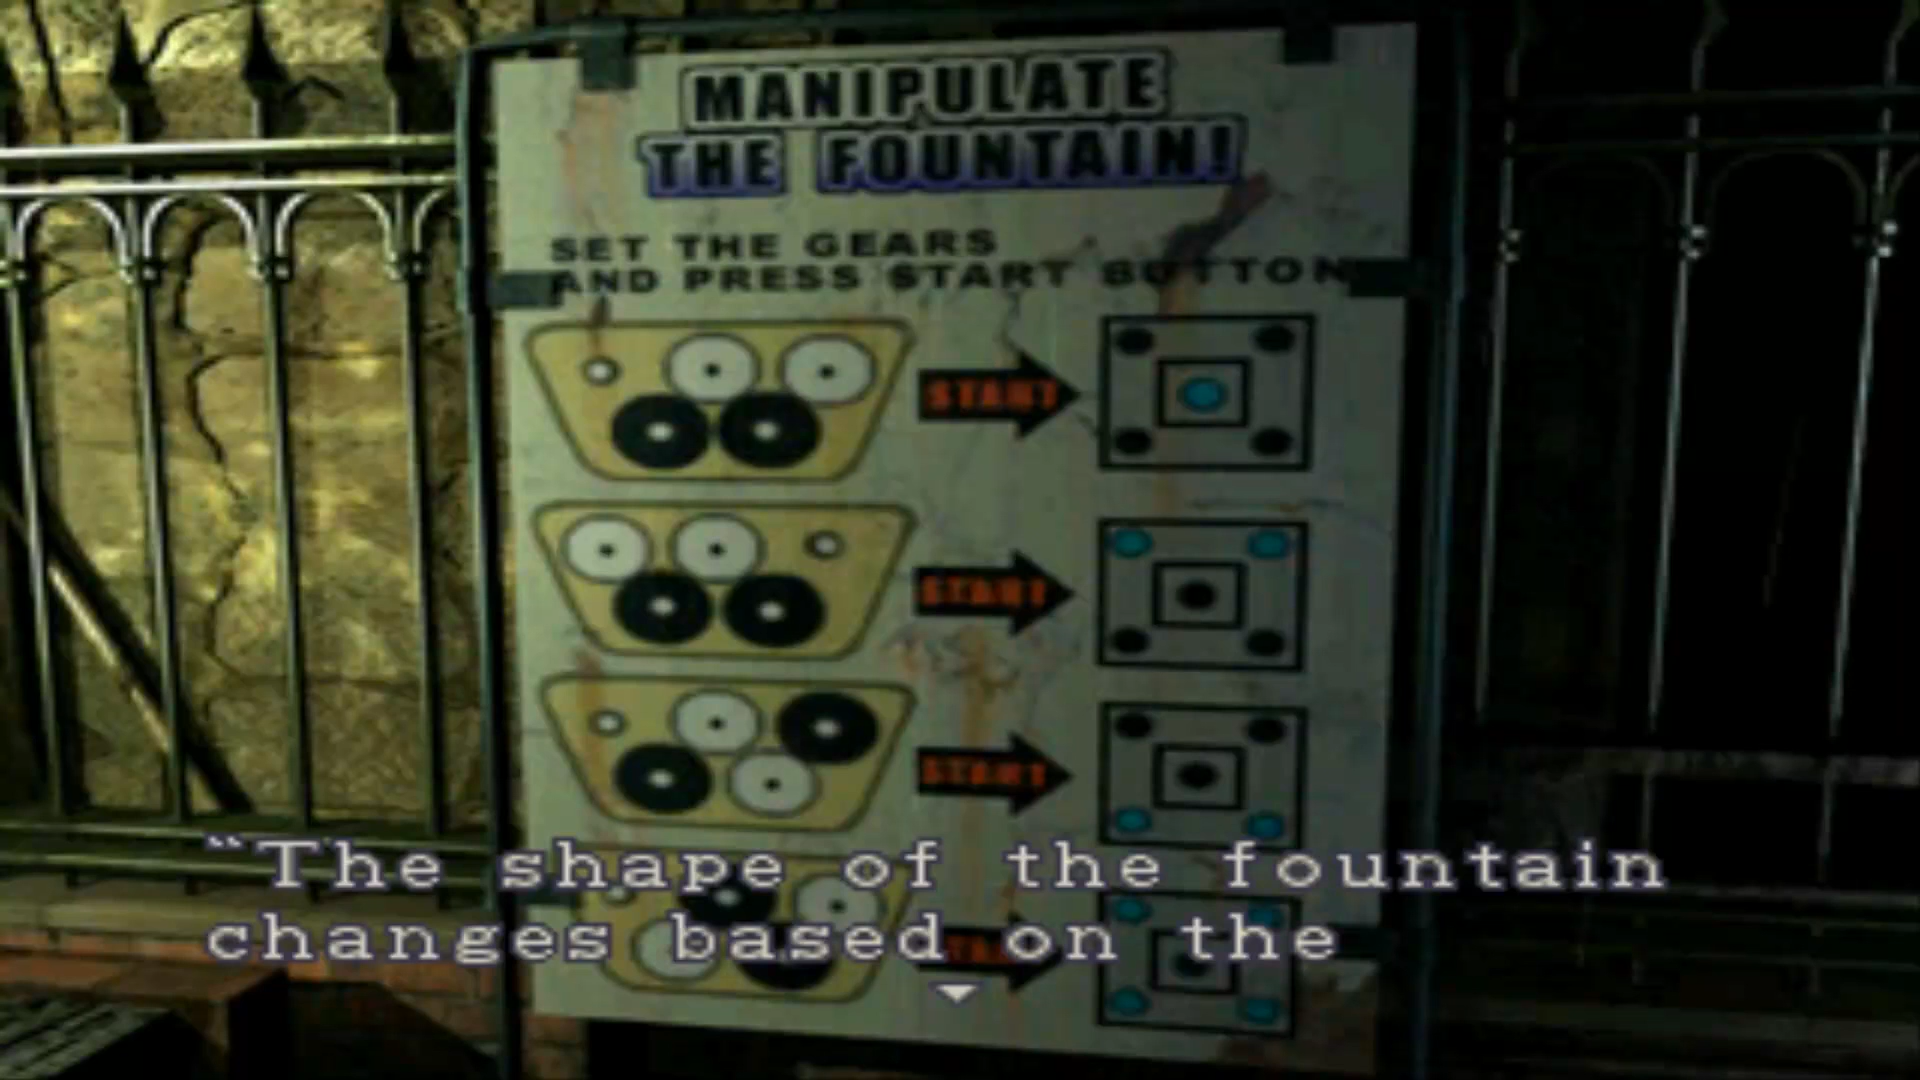 MANIPULATE
THE FOUNTAIN!
SET THE GEARS
AND PRESS START BUTTON
START
START
START
START
“The shape of the fountain
changes based on the